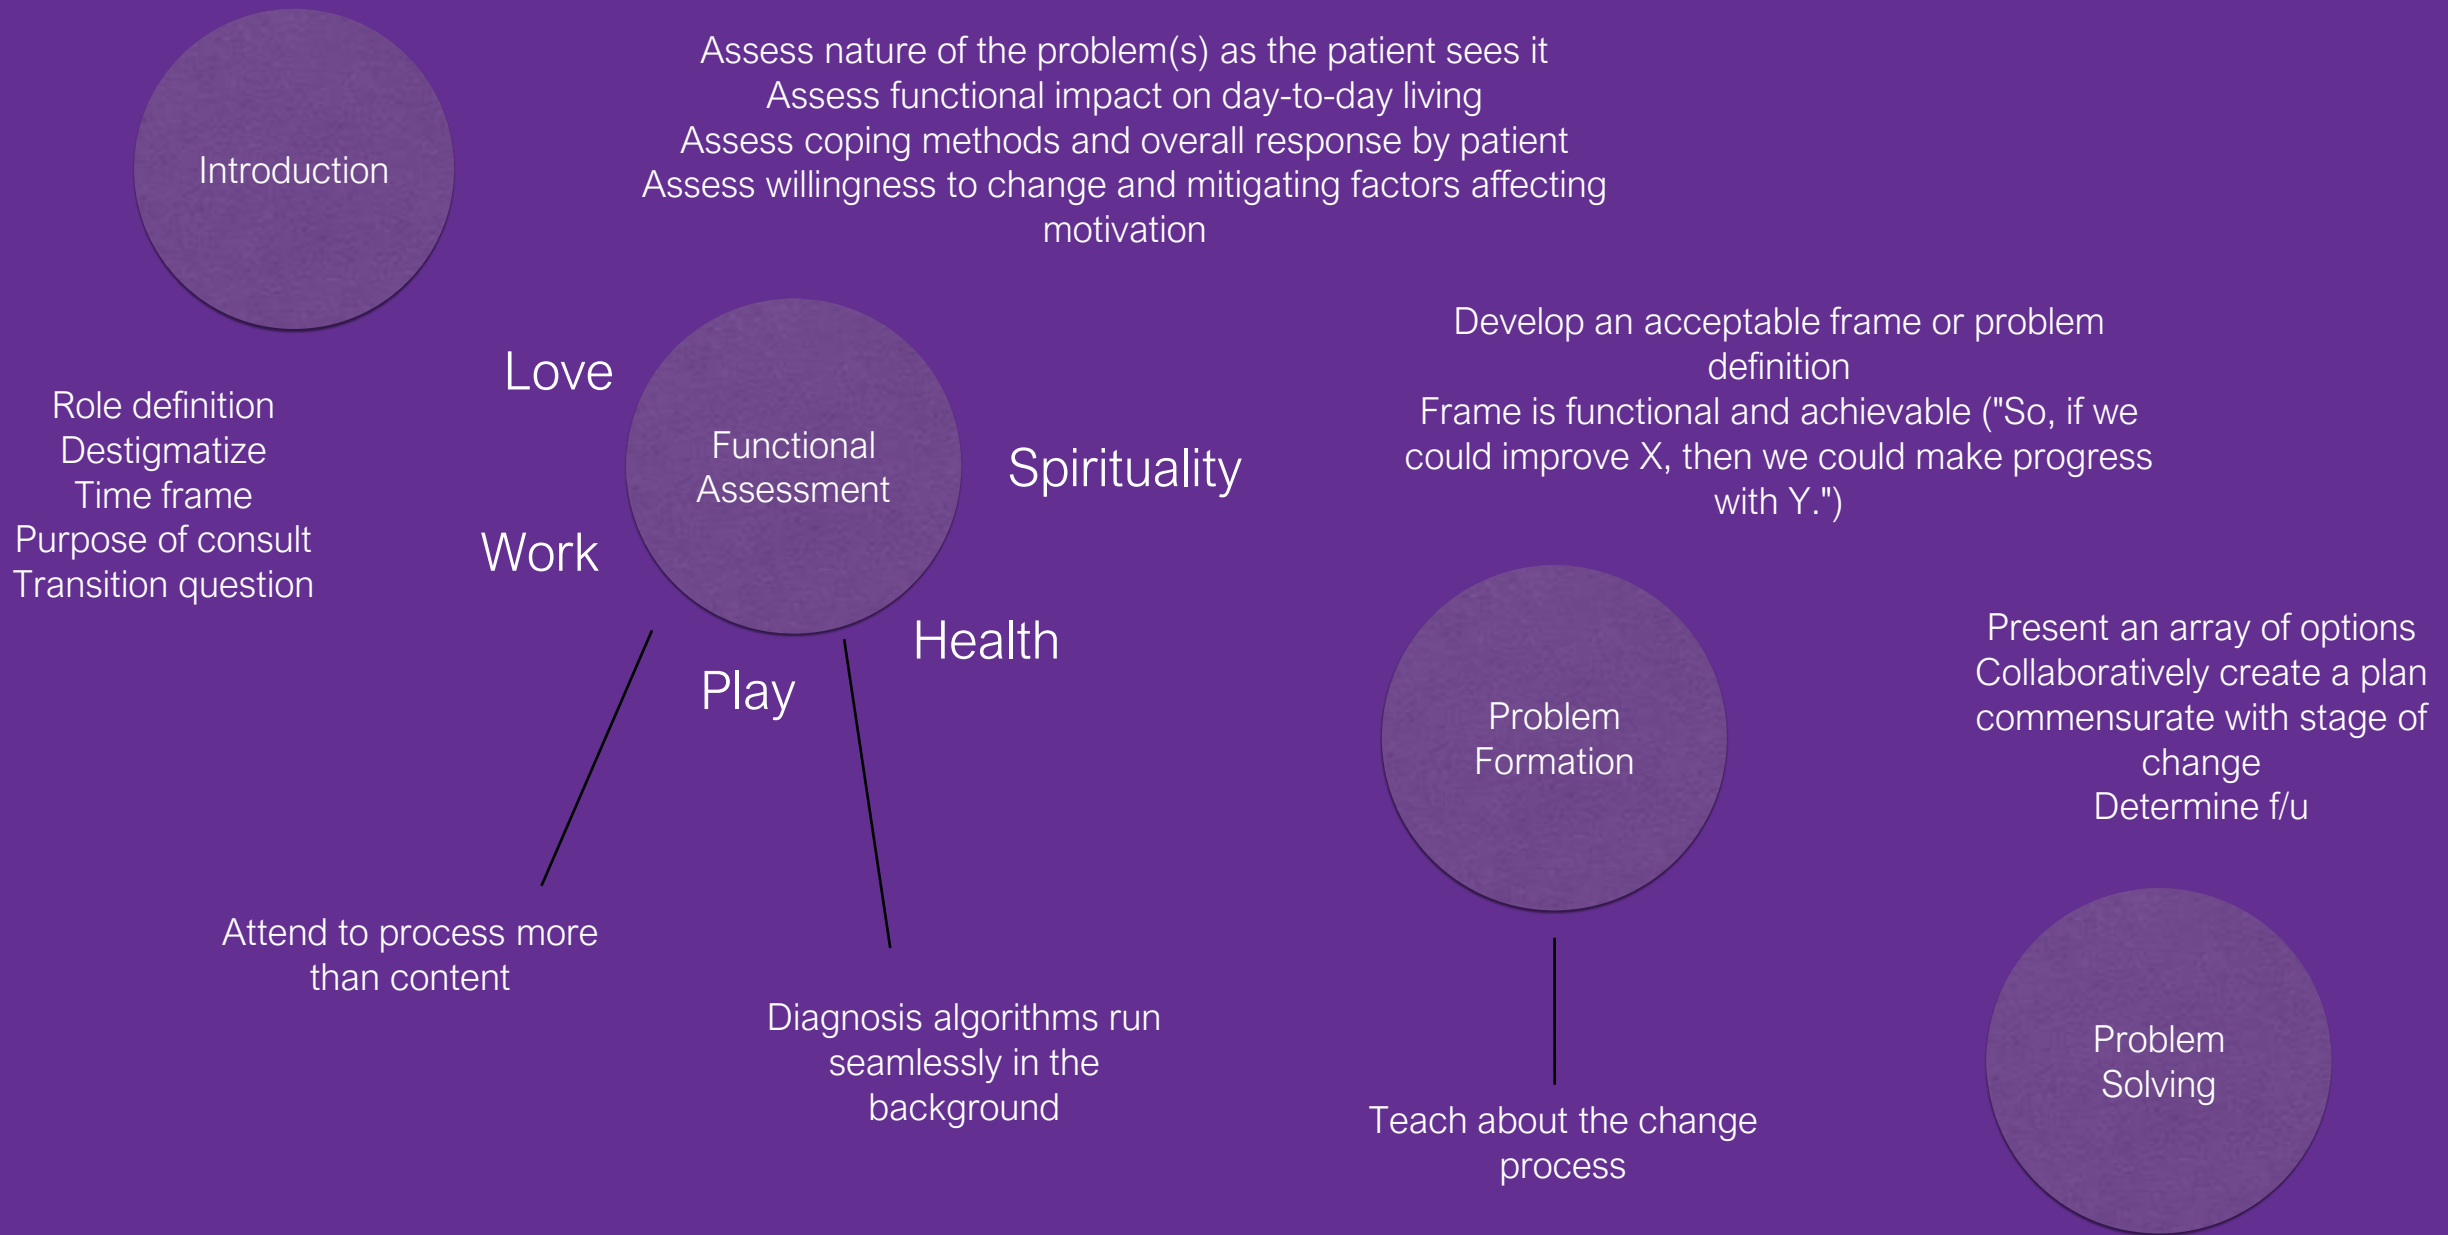 Introduction
Role definition
Destigmatize
Time frame
Purpose of consult
Transition question
Assess nature of the problem(s) as the patient sees it
Assess functional impact on day-to-day living
Assess coping methods and overall response by patient
Assess willingness to change and mitigating factors affecting
motivation
Functional
Assessment
Love
Work
Play
Health
Spirituality
Attend to process more
than content
Diagnosis algorithms run
seamlessly in the
background
Develop an acceptable frame or problem
definition
Frame is functional and achievable ("So, if we
could improve X, then we could make progress
with Y.")
Problem
Formation
Teach about the change
process
Present an array of options
Collaboratively create a plan
commensurate with stage of
change
Determine f/u
Problem
Solving